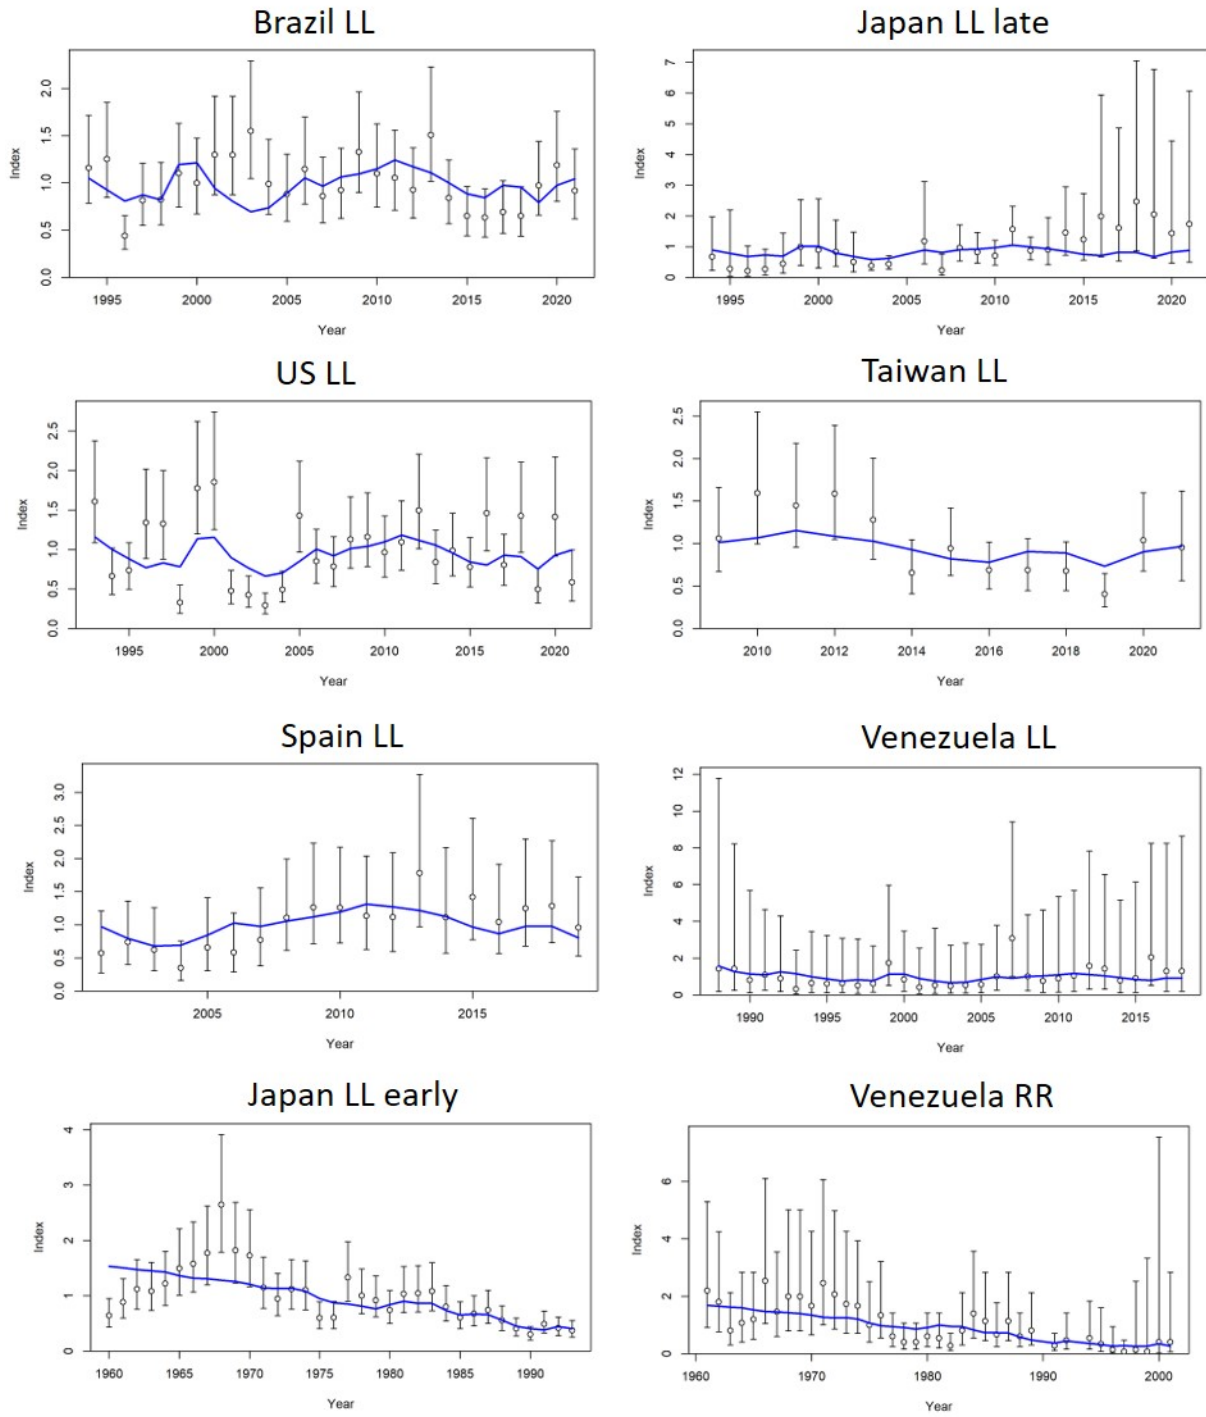 Brazil LL
Index
0.0 0.5 1.0 1.5 2.0
1995 2000 2005 2010 2015 2020
Year
Japan LL late
Index
0 1 2 3 4 5 6 7
1995 2000 2005 2010 2015 2020
Year
US LL
Index
0.0 0.5 1.0 1.5 2.0 2.5
1995 2000 2005 2010 2015 2020
Year
Taiwan LL
Index
0.0 0.5 1.0 1.5 2.0 2.5
2010 2012 2014 2016 2018 2020
Year
Spain LL
Index
0.0 0.5 1.0 1.5 2.0 2.5 3.0
2005 2010 2015
Year
Venezuela LL
Index
0 2 4 6 8 10 12
1990 1995 2000 2005 2010 2015
Year
Japan LL early
Index
0 1 2 3 4
1960 1965 1970 1975 1980 1985 1990
Year
Venezuela RR
Index
0 2 4 6
1960 1970 1980 1990 2000
Year